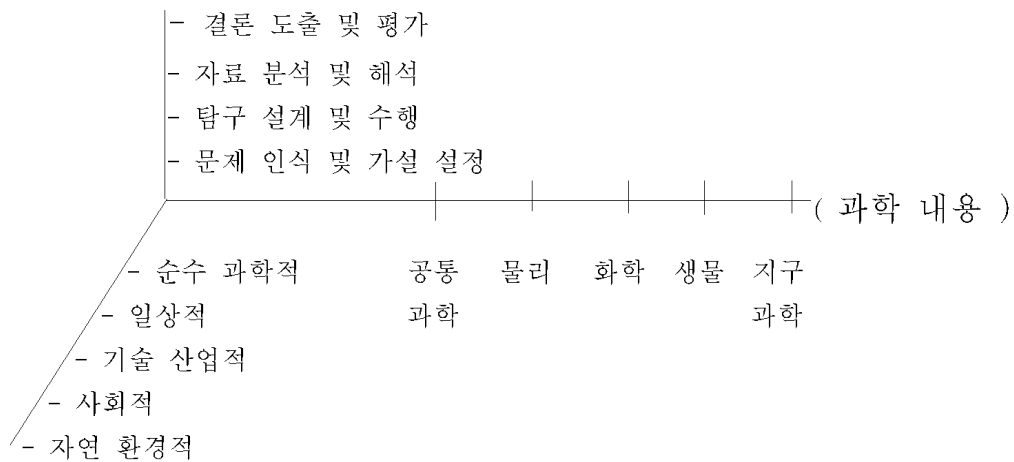 - 결론 도출 및 평가
- 자료 분석 및 해석
- 탐구 설계 및 수행
- 문제 인식 및 가설 설정
( 과학 내용 )
- 순수 과학적 공통 물리 화학 생물 지구
- 일상적 과학 과학
- 기술 산업적
- 사회적
- 자연 환경적